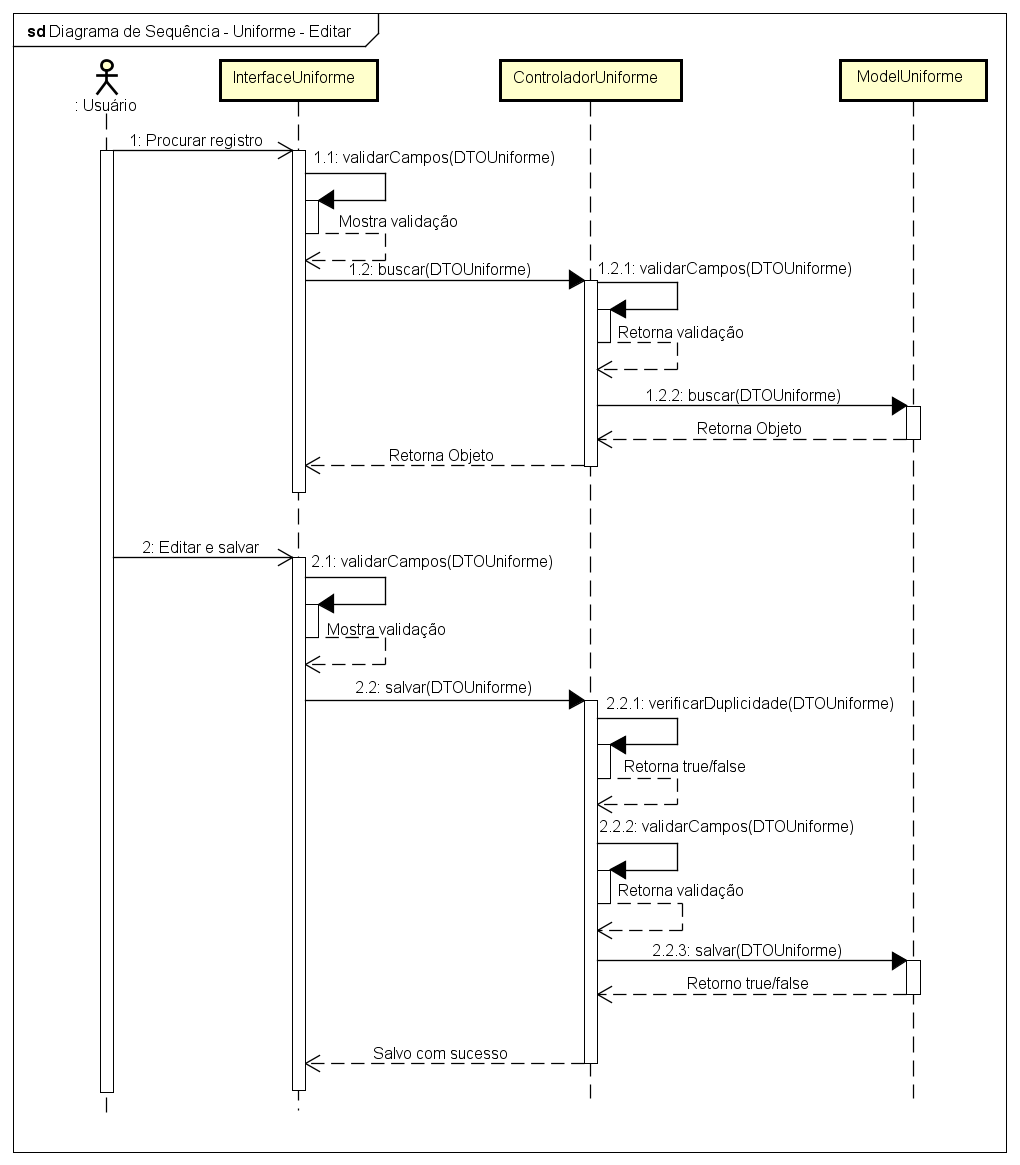 sd Diagrama de Sequência - Uniforme - Editar
: Usuário
InterfaceUniforme
ControladorUniforme
ModelUniforme
1: Procurar registro
1.1: validarCampos(DTOUniforme)
Mostra validação
1.2: buscar(DTOUniforme)
1.2.1: validarCampos(DTOUniforme)
Retorna validação
1.2.2: buscar(DTOUniforme)
Retorna Objeto
Retorna Objeto
2: Editar e salvar
2.1: validarCampos(DTOUniforme)
Mostra validação
2.2: salvar(DTOUniforme)
2.2.1: verificarDuplicidade(DTOUniforme)
Retorna true/false
2.2.2: validarCampos(DTOUniforme)
Retorna validação
2.2.3: salvar(DTOUniforme)
Retorno true/false
Salvo com sucesso